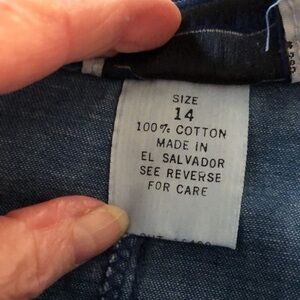 SIZE
14
100% COTTON
MADE IN
EL SALVADOR
SEE REVERSE
FOR CARE